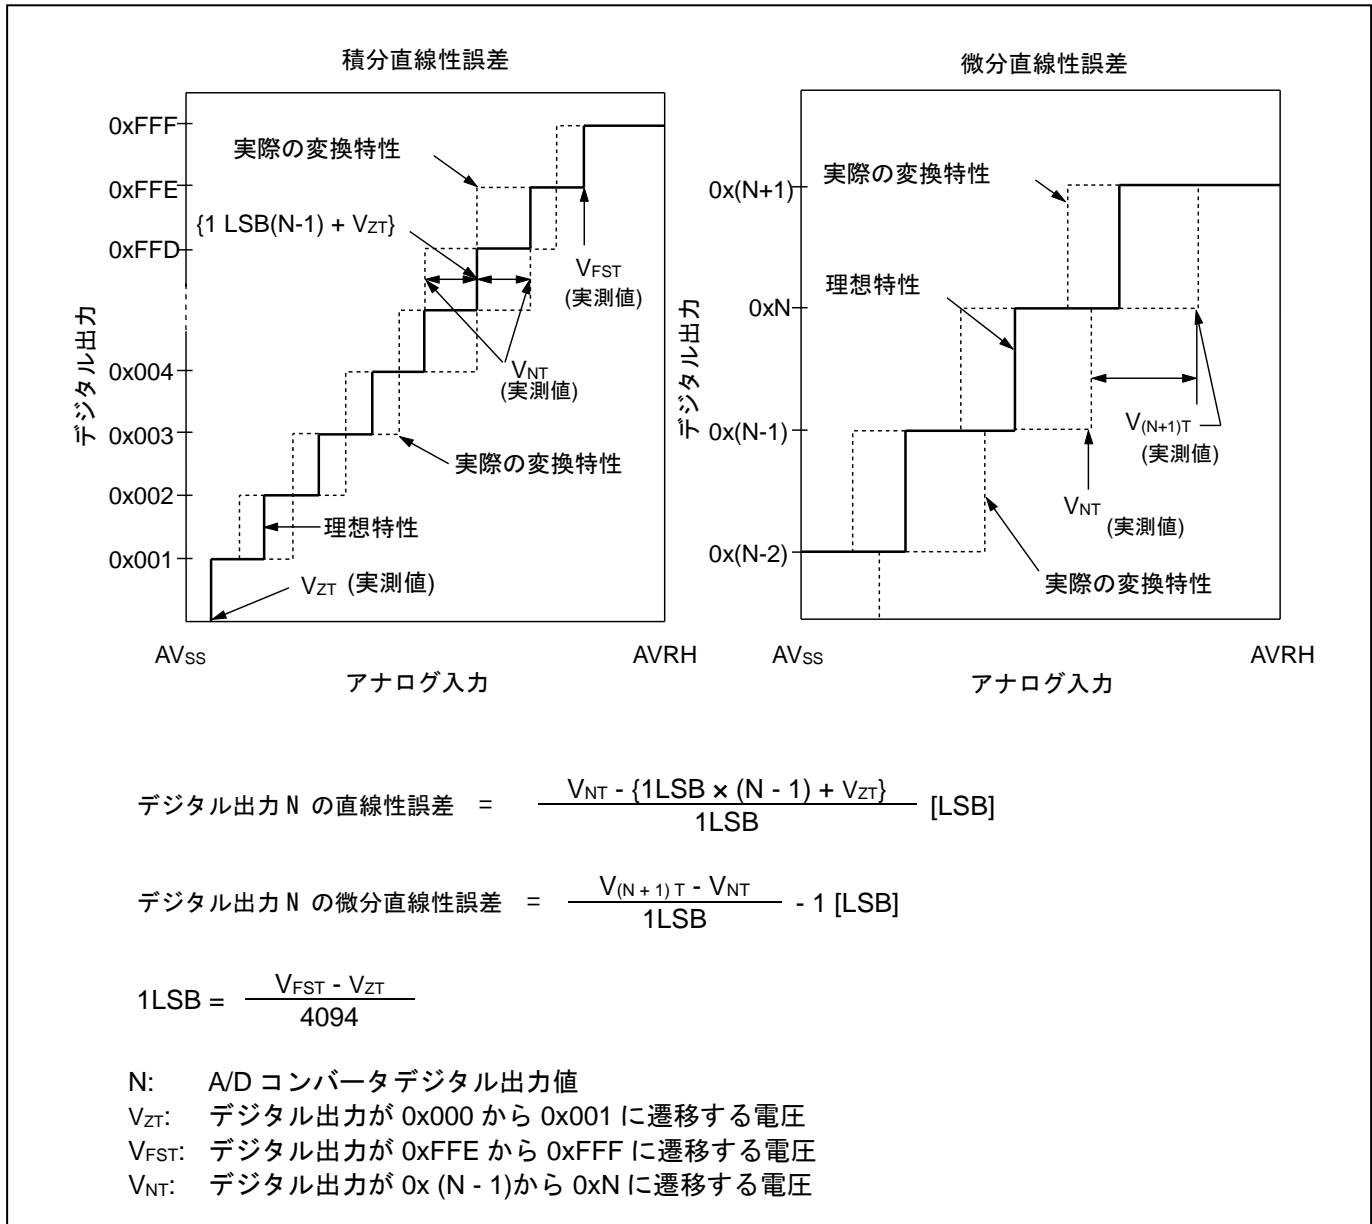 積分直線性誤差
0xFFF
0xFFE
0xFFD
0x004
0x003
0x002
0x001
デジタル出力
実際の変換特性
{1 LSB(N-1) + VZT}
VFST
(実測値)
VNT
(実測値)
実際の変換特性
理想特性
VZT (実測値)
AVSS
AVRH
アナログ入力
微分直線性誤差
0x(N+1)
0xN
0x(N-1)
0x(N-2)
デジタル出力
実際の変換特性
理想特性
V(N+1)T
(実測値)
VNT
(実測値)
実際の変換特性
AVSS
AVRH
アナログ入力
デジタル出力 N の直線性誤差 =
VNT - {1LSB × (N - 1) + VZT}
1LSB
[LSB]
デジタル出力 N の微分直線性誤差 =
V(N + 1) T - VNT
1LSB
- 1 [LSB]
1LSB =
VFST - VZT
4094
N: A/D コンバータデジタル出力値
VZT: デジタル出力が 0x000 から 0x001 に遷移する電圧
VFST: デジタル出力が 0xFFE から 0xFFF に遷移する電圧
VNT: デジタル出力が 0x (N - 1)から 0xN に遷移する電圧